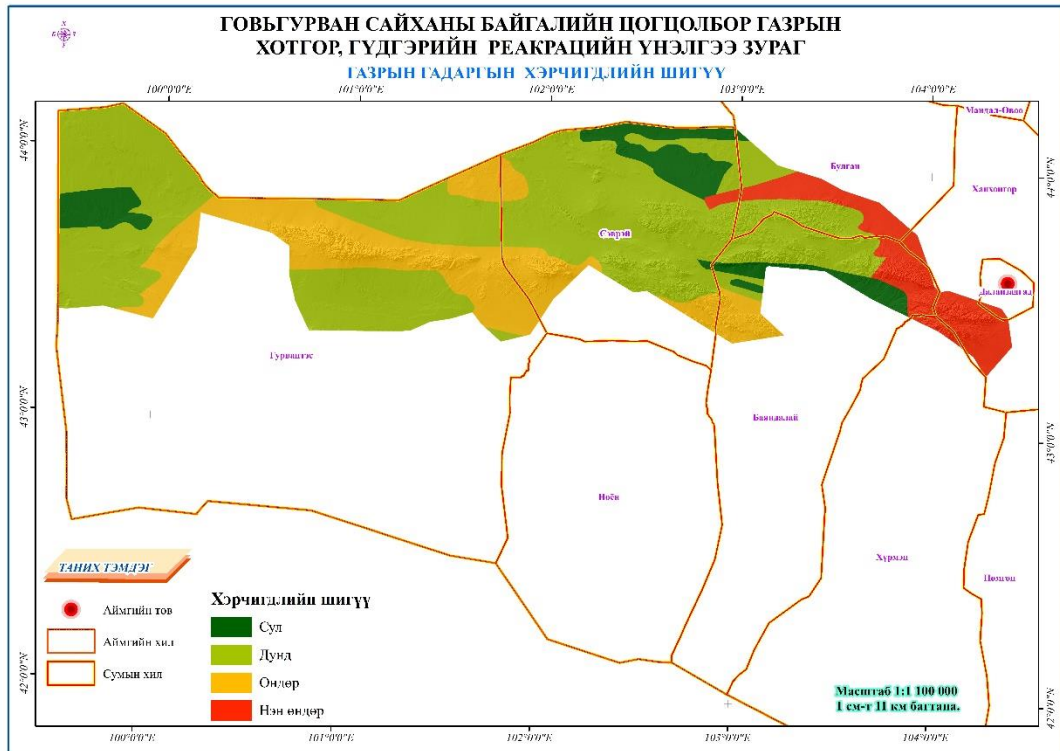 ГОВЬГУРВАН САЙХАНЫ БАЙГАЛИЙН ЦОГЦОЛБОР ГАЗРЫН
ХОТГОР, ГҮДГЭРИЙН РЕАКРАЦИЙН ҮНЭЛГЭЭ ЗУРАГ
ГАЗРЫН ГАДАРГЫН ХЭРЧИГДЛИЙН ШИГҮҮ
100°0'0"E 101°0'0"E 102°0'0"E 103°0'0"E 104°0'0"E
44°0'0"N
44°0'0"N
Мандал-Овоо
Булган
Ханхонгор
Сэврэй
Даланзадгад
Гурвантэс
43°0'0"N
43°0'0"N
Баяндалай
Ноён
Хүрмэн
Номгон
ТАНИХ ТЭМДЭГ
Аймгийн төв
Аймгийн хил
Сумын хил
Хэрчигдлийн шигүү
Сул
Дунд
Өндөр
Нэн өндөр
Масштаб 1:1 100 000
1 см-т 11 км багтана.
42°0'0"N
42°0'0"N
100°0'0"E 101°0'0"E 102°0'0"E 103°0'0"E 104°0'0"E